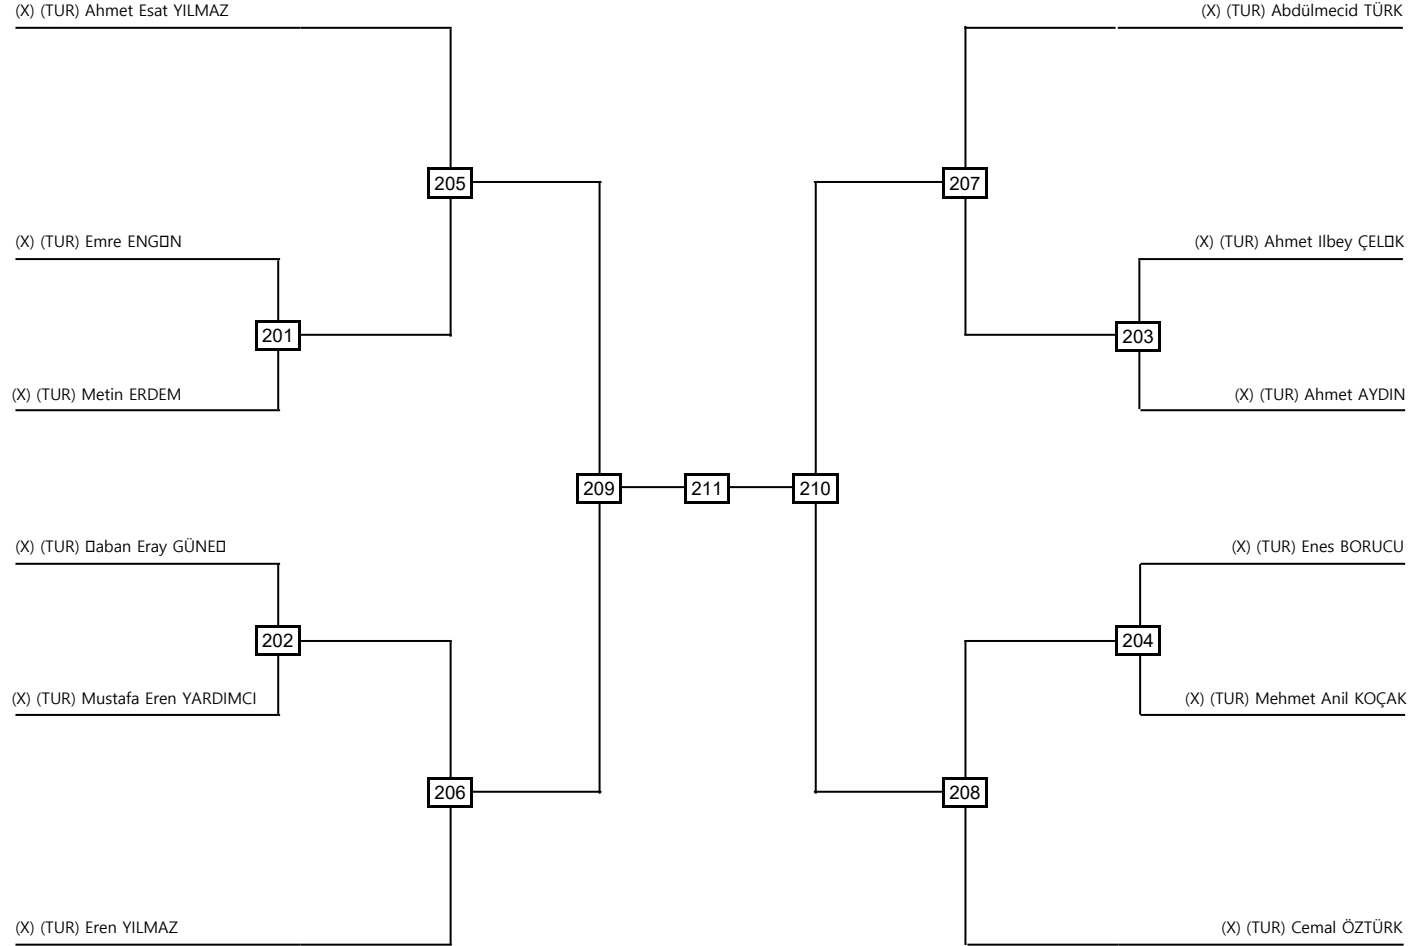 (X) (TUR) Ahmet Esat YILMAZ
(X) (TUR) Abdülmecid TÜRK
205
207
(X) (TUR) Emre ENG▯N
(X) (TUR) Ahmet Ilbey ÇEL▯K
201
203
(X) (TUR) Metin ERDEM
(X) (TUR) Ahmet AYDIN
209
211
210
(X) (TUR) ▯aban Eray GÜNE▯
(X) (TUR) Enes BORUCU
202
204
(X) (TUR) Mustafa Eren YARDIMCI
(X) (TUR) Mehmet Anil KOÇAK
206
208
(X) (TUR) Eren YILMAZ
(X) (TUR) Cemal ÖZTÜRK